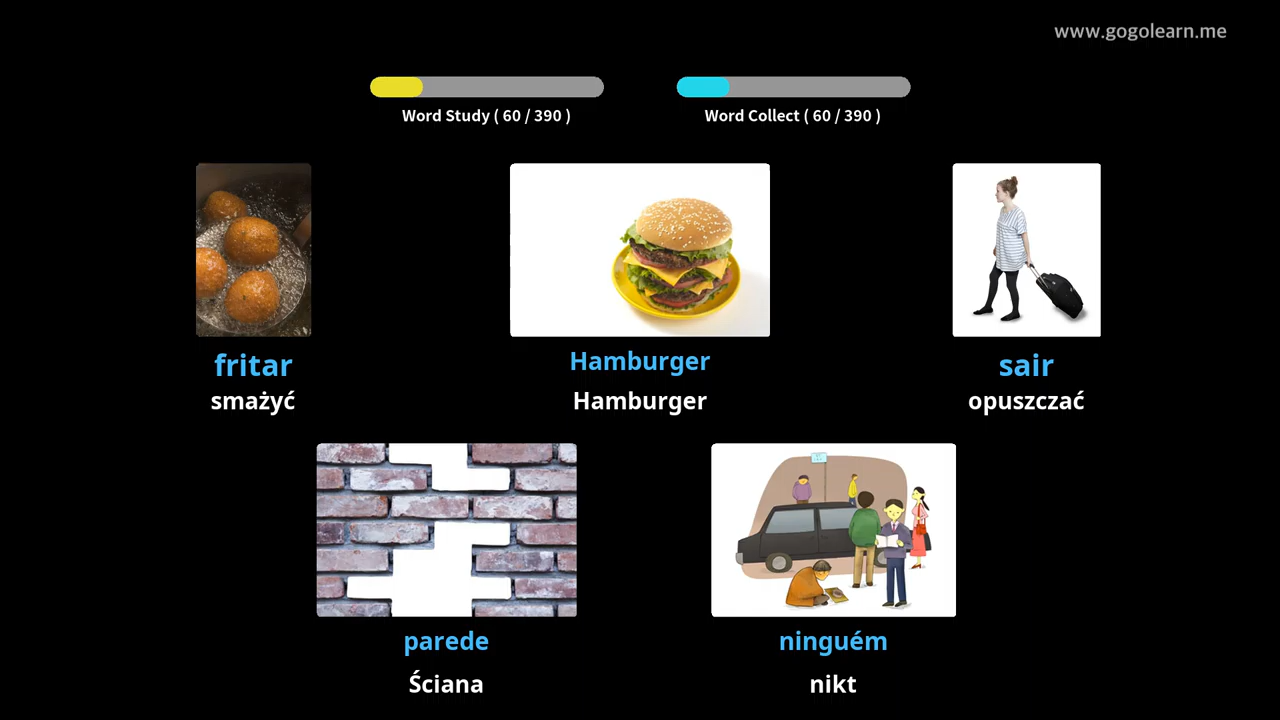 www.gogolearn.me
Word Study ( 60 / 390 )
Word Collect ( 60 / 390 )
fritar
smażyć
Hamburger
Hamburger
sair
opuszczać
parede
Ściana
ninguém
nikt